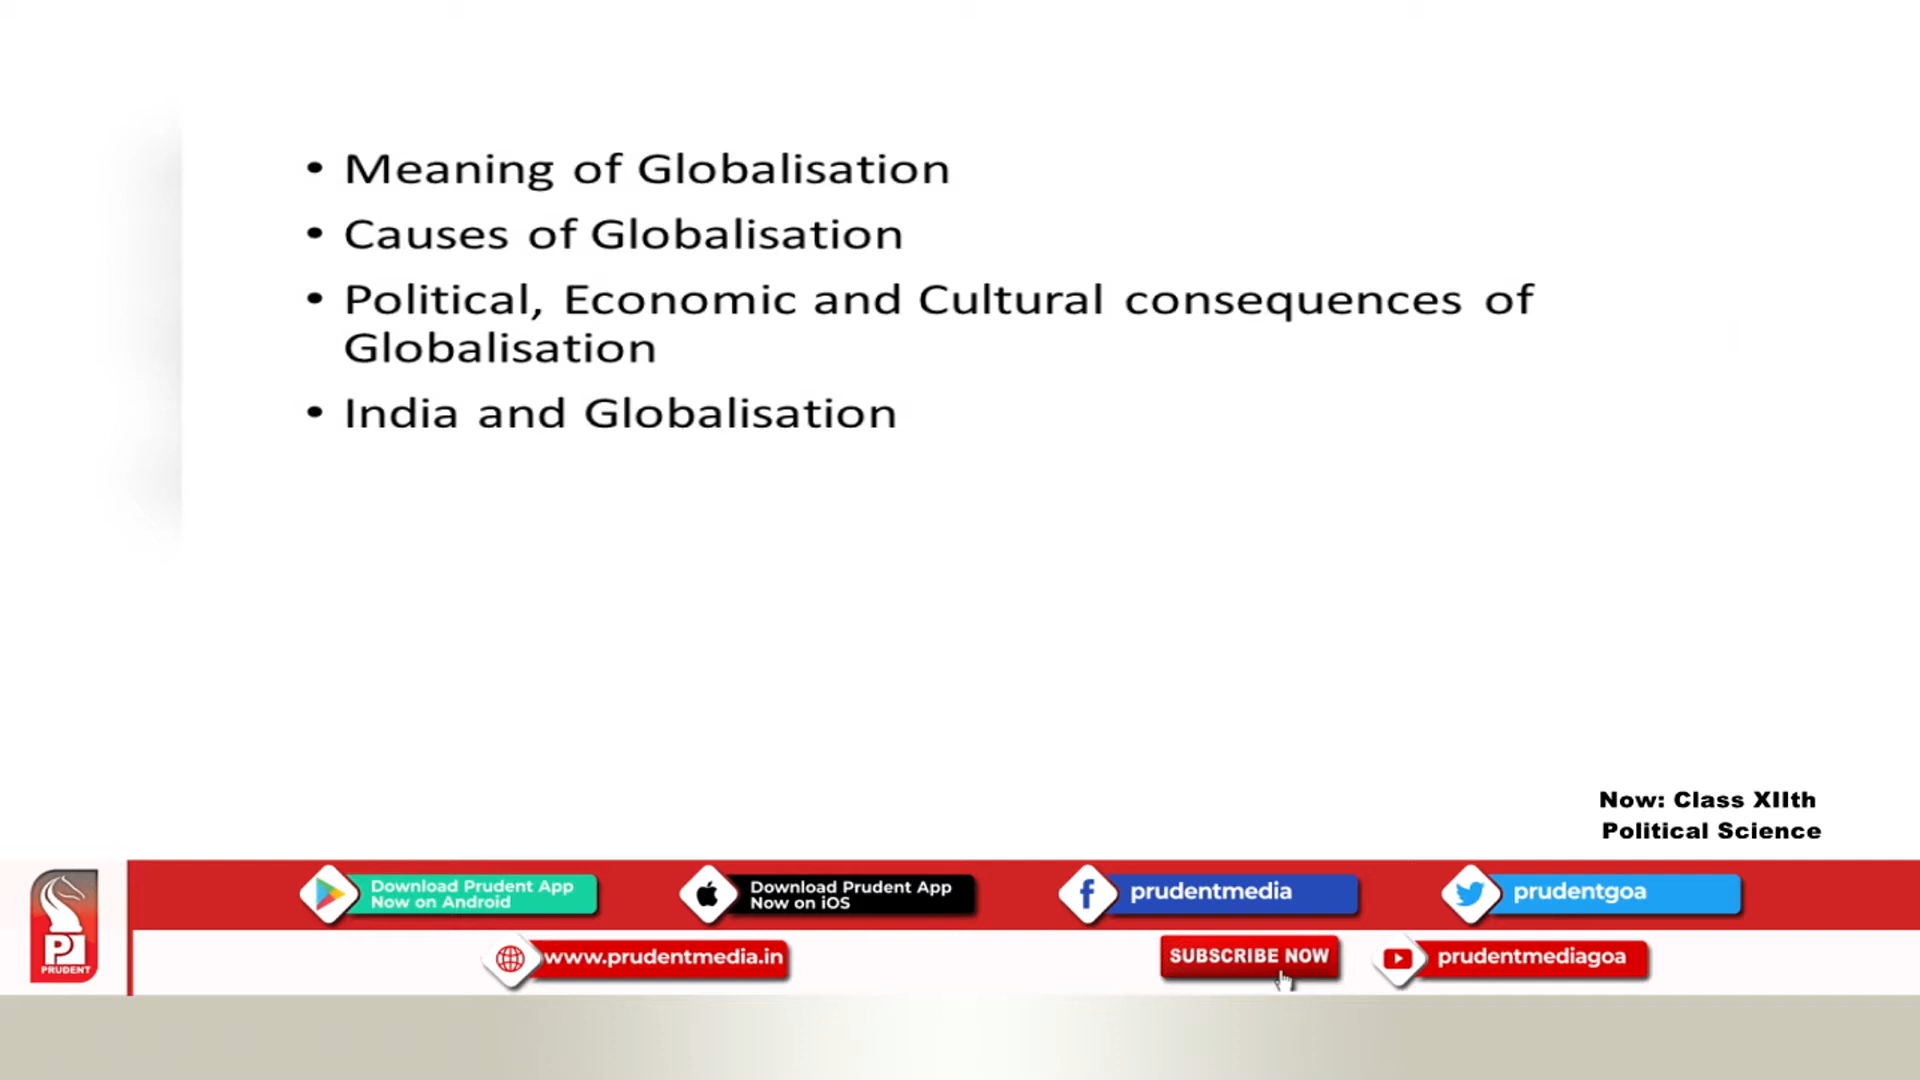 • Meaning of Globalisation
• Causes of Globalisation
• Political, Economic and Cultural consequences of
Globalisation
• India and Globalisation
Now: Class XIIth
Political Science
Download Prudent App
Now on Android
Download Prudent App
Now on iOS
prudentmedia
prudentgoa
PRUDENT
www.prudentmedia.in
SUBSCRIBE NOW
prudentmediagoa